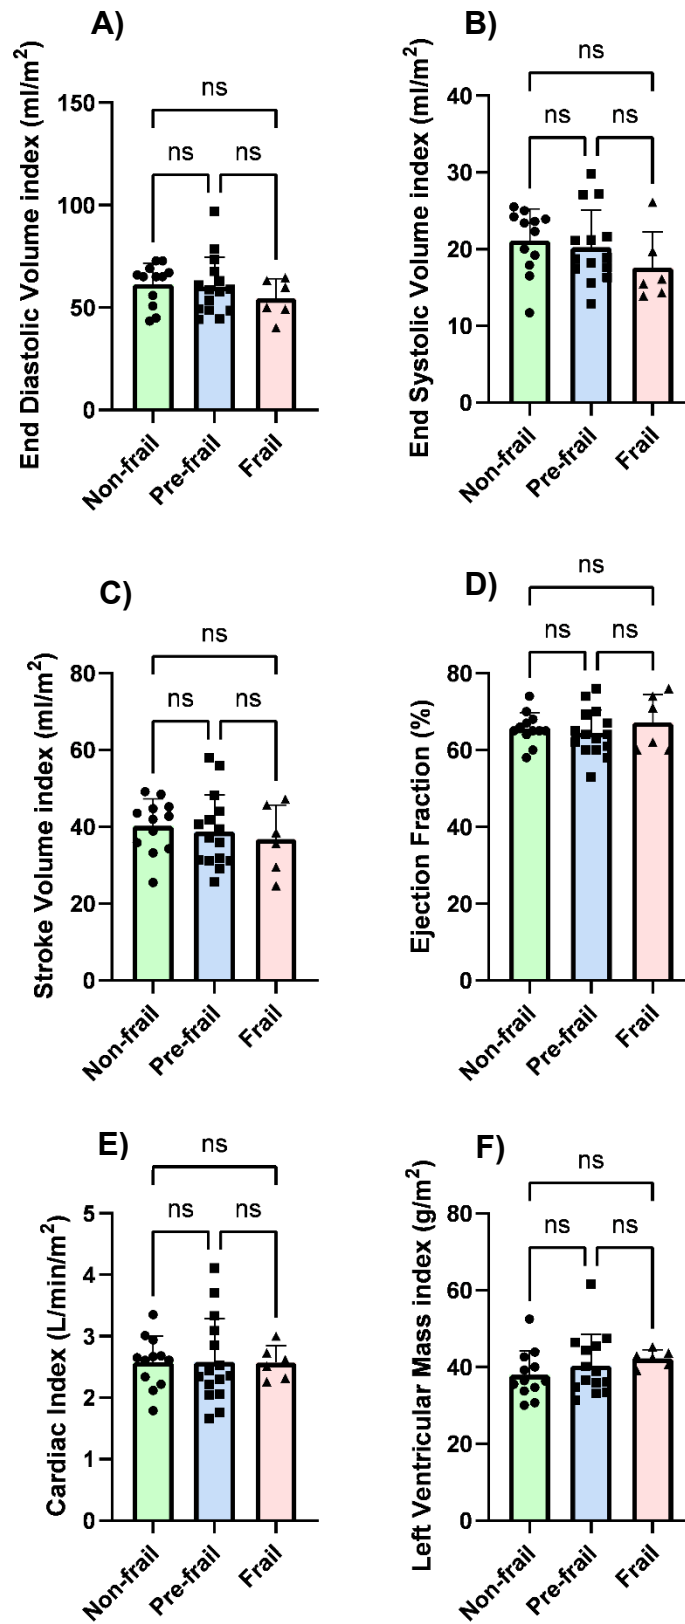 A)
End Diastolic Volume index (ml/m²)
150
100
50
0
ns
ns
ns
Non-frail
Pre-frail
Frail
B)
End Systolic Volume index (ml/m²)
40
30
20
10
0
ns
ns
ns
Non-frail
Pre-frail
Frail
C)
Stroke Volume index (ml/m²)
80
60
40
20
0
ns
ns
ns
Non-frail
Pre-frail
Frail
D)
Ejection Fraction (%)
80
60
40
20
0
ns
ns
ns
Non-frail
Pre-frail
Frail
E)
Cardiac Index (L/min/m²)
5
4
3
2
1
0
ns
ns
ns
Non-frail
Pre-frail
Frail
F)
Left Ventricular Mass index (g/m²)
80
60
40
20
0
ns
ns
ns
Non-frail
Pre-frail
Frail